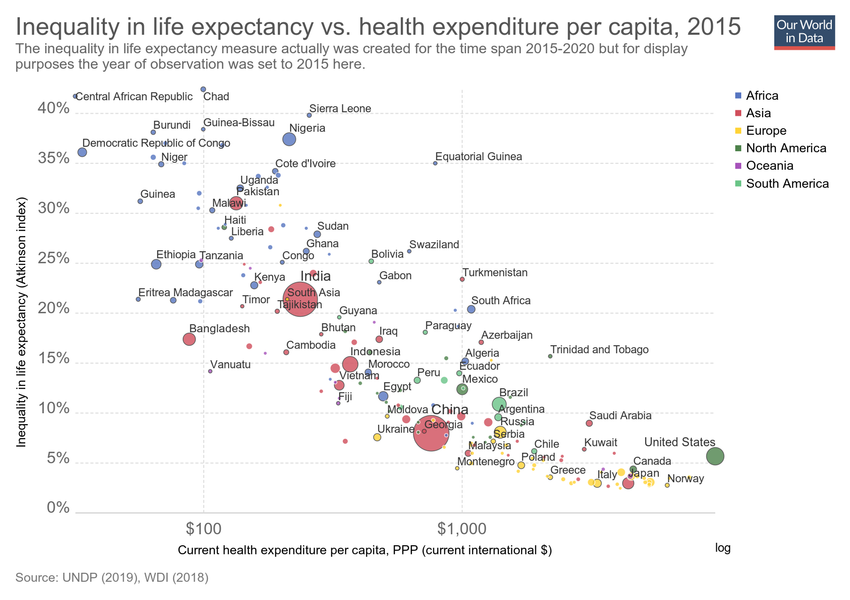 Inequality in life expectancy vs. health expenditure per capita, 2015
The inequality in life expectancy measure actually was created for the time span 2015-2020 but for display
purposes the year of observation was set to 2015 here.
Our World
in Data
Africa
Asia
Europe
North America
Oceania
South America
Inequality in life expectancy (Atkinson index)
40%
35%
30%
25%
20%
15%
10%
5%
0%
Central African Republic
Chad
Sierra Leone
Burundi
Guinea-Bissau
Nigeria
Democratic Republic of Congo
Niger
Cote d'Ivoire
Equatorial Guinea
Uganda
Pakistan
Guinea
Malawi
Haiti
Liberia
Sudan
Ghana
Swaziland
Ethiopia
Tanzania
Congo
Bolivia
Kenya
India
Gabon
Turkmenistan
Eritrea
Madagascar
Timor
South Asia
Tajikistan
South Africa
Guyana
Bangladesh
Bhutan
Iraq
Paraguay
Azerbaijan
Cambodia
Indonesia
Algeria
Trinidad and Tobago
Vanuatu
Morocco
Ecuador
Vietnam
Peru
Mexico
Fiji
Egypt
Brazil
Moldova
China
Argentina
Saudi Arabia
Ukraine
Georgia
Russia
Serbia
Malaysia
Chile
Kuwait
United States
Montenegro
Poland
Greece
Italy
Canada
Japan
Norway
$100
$1,000
Current health expenditure per capita, PPP (current international $)
log
Source: UNDP (2019), WDI (2018)